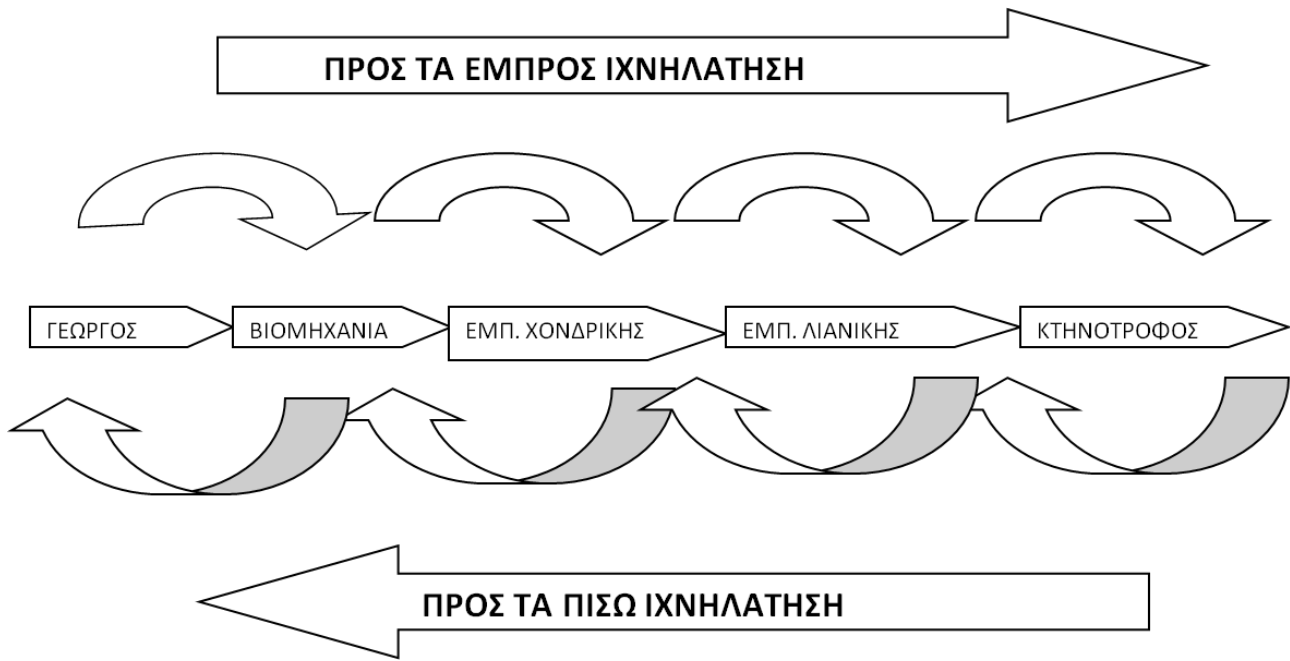 ΠΡΟΣ ΤΑ ΕΜΠΡΟΣ ΙΧΝΗΛΑΤΗΣΗ
ΓΕΩΡΓΟΣ
ΒΙΟΜΗΧΑΝΙΑ
ΕΜΠ. ΧΟΝΔΡΙΚΗΣ
ΕΜΠ. ΛΙΑΝΙΚΗΣ
ΚΤΗΝΟΤΡΟΦΟΣ
ΠΡΟΣ ΤΑ ΠΙΣΩ ΙΧΝΗΛΑΤΗΣΗ